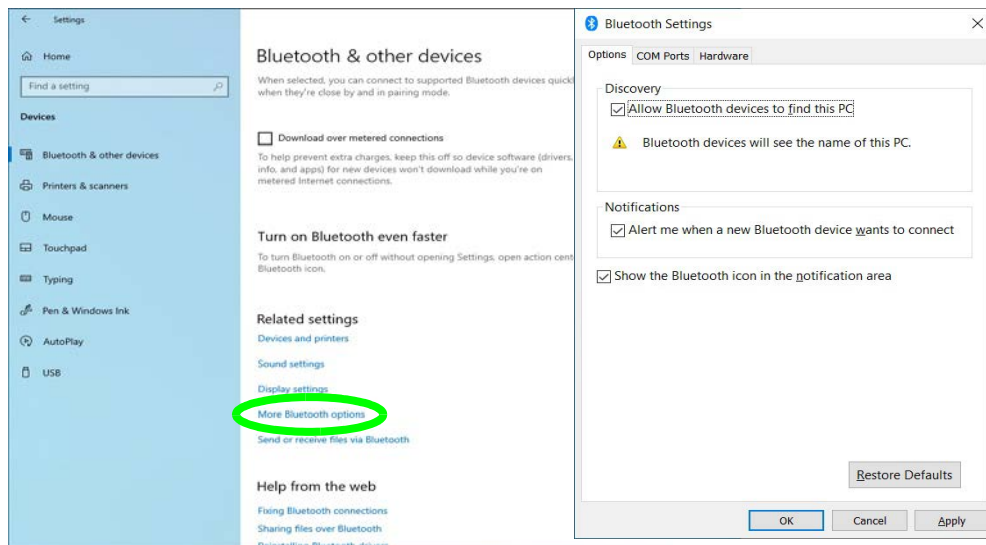 Settings
Home
Find a setting
Devices
Bluetooth & other devices
Printers & scanners
Mouse
Touchpad
Typing
Pen & Windows Ink
AutoPlay
USB
Bluetooth & other devices
When selected, you can connect to supported Bluetooth devices quickl
when they're close by and in pairing mode.
Download over metered connections
To help prevent extra charges, keep this off so device software (drivers,
info, and apps) for new devices won't download while you're on
metered Internet connections.
Turn on Bluetooth even faster
To turn Bluetooth on or off without opening Settings, open action cent
Bluetooth icon.
Related settings
Devices and printers
Sound settings
Display settings
More Bluetooth options
Send or receive files via Bluetooth
Help from the web
Fixing Bluetooth connections
Sharing files over Bluetooth
Reinstalling Bluetooth drivers
Bluetooth Settings
Options COM Ports Hardware
Discovery
Allow Bluetooth devices to find this PC
Bluetooth devices will see the name of this PC.
Notifications
Alert me when a new Bluetooth device wants to connect
Show the Bluetooth icon in the notification area
Restore Defaults
OK Cancel Apply